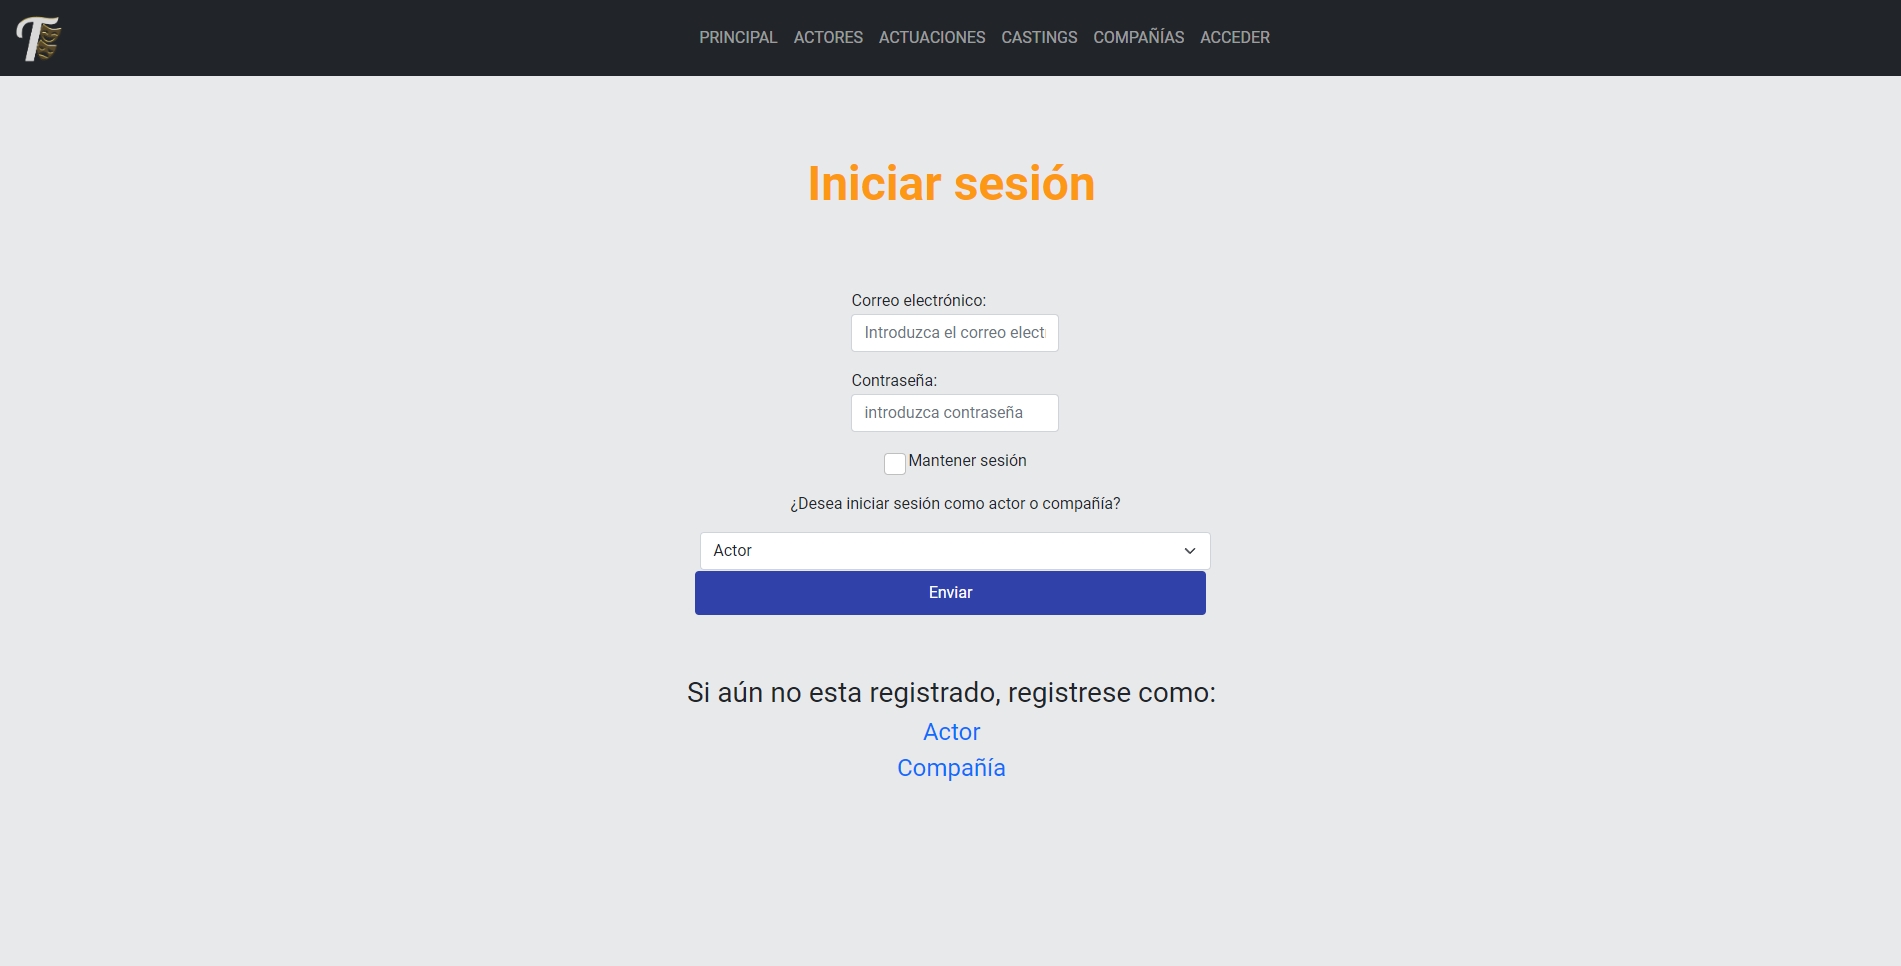 T
PRINCIPAL ACTORES ACTUACIONES CASTINGS COMPAÑÍAS ACCEDER
Iniciar sesión
Correo electrónico:
Introduzca el correo elect
Contraseña:
introduzca contraseña
Mantener sesión
¿Desea iniciar sesión como actor o compañía?
Actor
Enviar
Si aún no esta registrado, registrese como:
Actor
Compañía